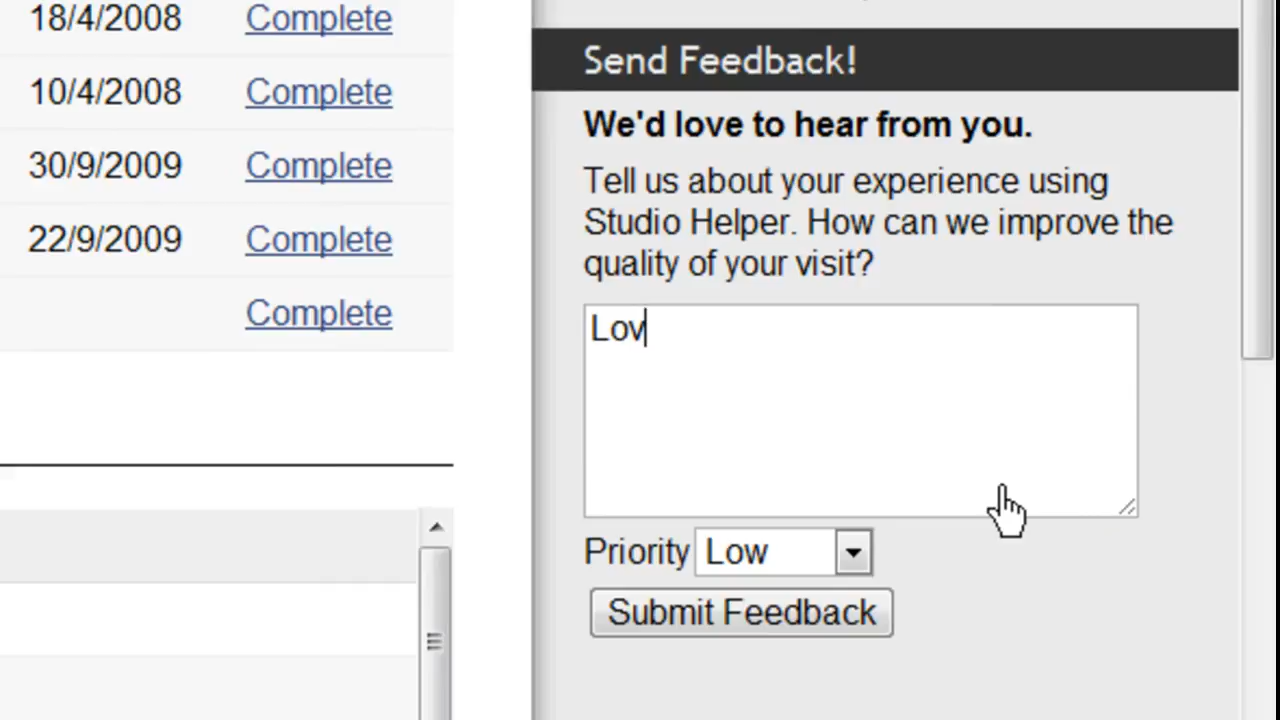 18/4/2008 Complete
10/4/2008 Complete
30/9/2009 Complete
22/9/2009 Complete
Complete
Send Feedback!
We'd love to hear from you.
Tell us about your experience using
Studio Helper. How can we improve the
quality of your visit?
Lov
Priority Low
Submit Feedback